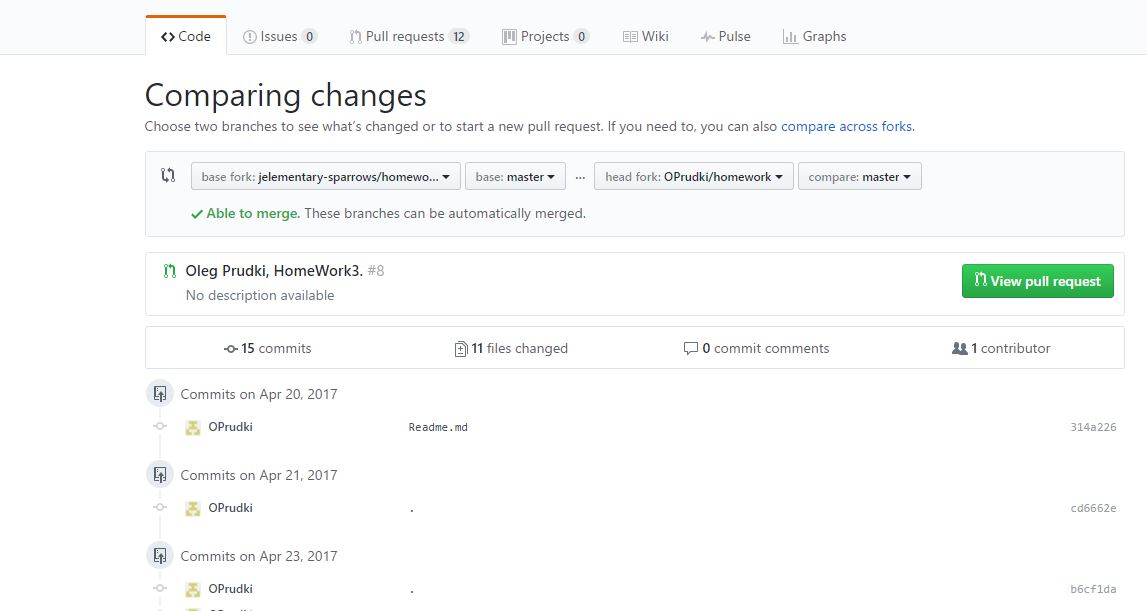 Code Issues 0 Pull requests 12 Projects 0 Wiki Pulse Graphs
Comparing changes
Choose two branches to see what's changed or to start a new pull request. If you need to, you can also compare across forks.
base fork: jelementary-sparrows/homewo... base: master ... head fork: OPrudki/homework compare: master
Able to merge. These branches can be automatically merged.
Oleg Prudki, HomeWork3. #8
No description available
View pull request
15 commits 11 files changed 0 commit comments 1 contributor
Commits on Apr 20, 2017
OPrudki Readme.md 314a226
Commits on Apr 21, 2017
OPrudki . cd6662e
Commits on Apr 23, 2017
OPrudki . b6cf1da